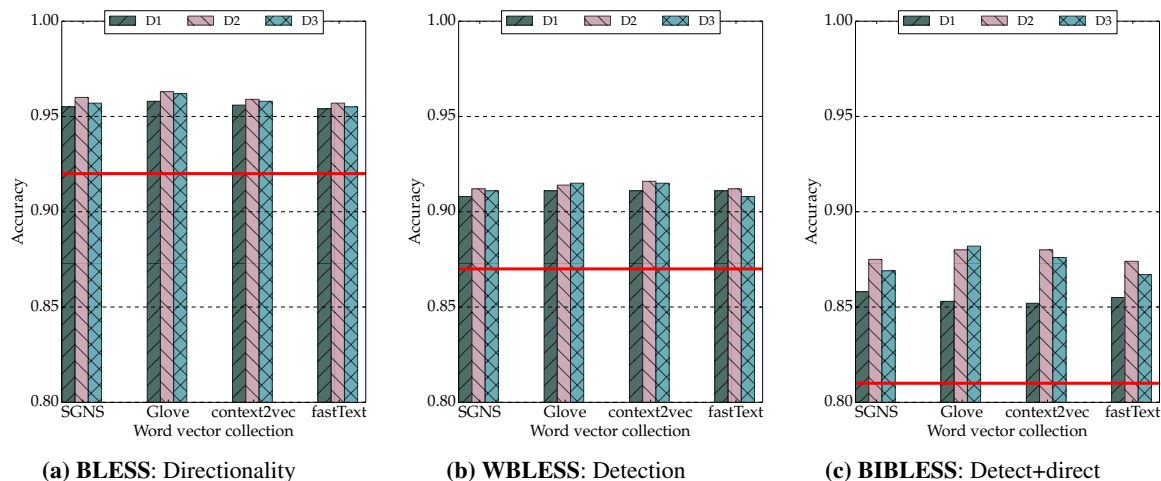 D1 D2 D3
1.00
0.95
0.90
0.85
0.80
Accuracy
SGNS Glove context2vec fastText
Word vector collection
(a) BLESS: Directionality
D1 D2 D3
1.00
0.95
0.90
0.85
0.80
Accuracy
SGNS Glove context2vec fastText
Word vector collection
(b) WBLESS: Detection
D1 D2 D3
1.00
0.95
0.90
0.85
0.80
Accuracy
SGNS Glove context2vec fastText
Word vector collection
(c) BIBLESS: Detect+direct